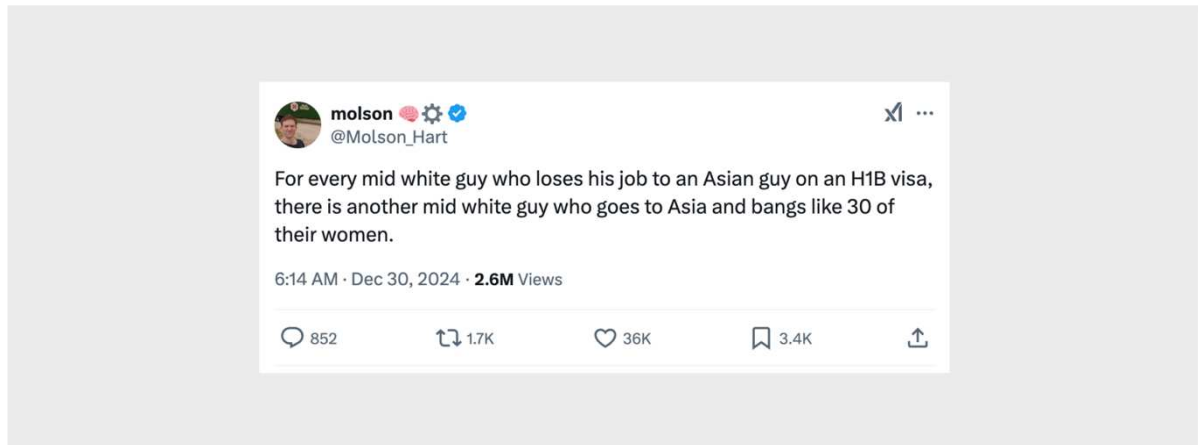 molson 🧠⚙️
@Molson_Hart
For every mid white guy who loses his job to an Asian guy on an H1B visa,
there is another mid white guy who goes to Asia and bangs like 30 of
their women.
6:14 AM · Dec 30, 2024 · 2.6M Views
852 1.7K 36K 3.4K